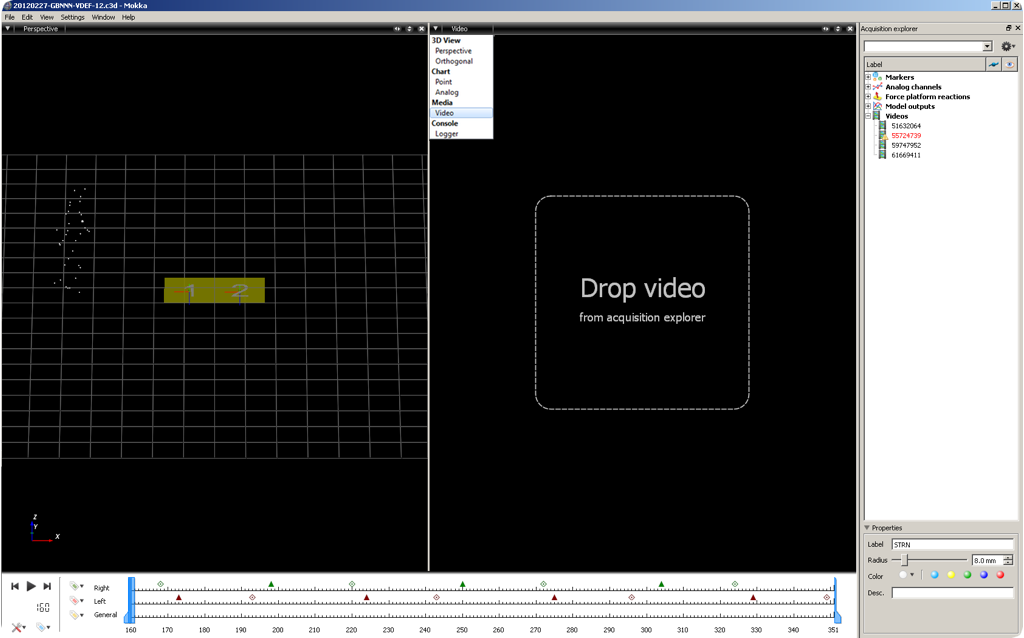 20120227-GBNNN-VDEF-12.c3d - Mokka
File Edit View Settings Window Help
Perspective
Video
3D View
Perspective
Orthogonal
Chart
Point
Analog
Media
Video
Console
Logger
1 2
Z
Y
X
Drop video
from acquisition explorer
Acquisition explorer
Label
Markers
Analog channels
Force platform reactions
Model outputs
Videos
51632064
55724739
59747952
61669411
Properties
Label STRN
Radius 8.0 mm
Color
Desc.
160
Right
Left
General
160 170 180 190 200 210 220 230 240 250 260 270 280 290 300 310 320 330 340 351